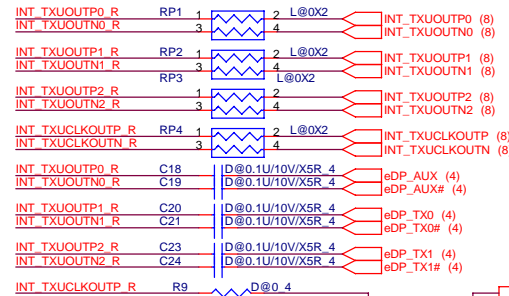 INT_TXUOUTP0_R RP1 1 2 L@0X2 INT_TXUOUTP0 (8)
INT_TXUOUTN0_R 3 4 INT_TXUOUTN0 (8)
INT_TXUOUTP1_R RP2 1 2 L@0X2 INT_TXUOUTP1 (8)
INT_TXUOUTN1_R 3 4 INT_TXUOUTN1 (8)
RP3 L@0X2
INT_TXUOUTP2_R 1 2 INT_TXUOUTP2 (8)
INT_TXUOUTN2_R 3 4 INT_TXUOUTN2 (8)
INT_TXUCLKOUTP_R RP4 1 2 L@0X2 INT_TXUCLKOUTP (8)
INT_TXUCLKOUTN_R 3 4 INT_TXUCLKOUTN (8
INT_TXUOUTP0_R C18 D@0.1U/10V/X5R_4 eDP_AUX (4)
INT_TXUOUTN0_R C19 D@0.1U/10V/X5R_4 eDP_AUX# (4)
INT_TXUOUTP1_R C20 D@0.1U/10V/X5R_4 eDP_TX0 (4)
INT_TXUOUTN1_R C21 D@0.1U/10V/X5R_4 eDP_TX0# (4)
INT_TXUOUTP2_R C23 D@0.1U/10V/X5R_4 eDP_TX1 (4)
INT_TXUOUTN2_R C24 D@0.1U/10V/X5R_4 eDP_TX1# (4)
INT_TXUCLKOUTP_R R9 D@0_4